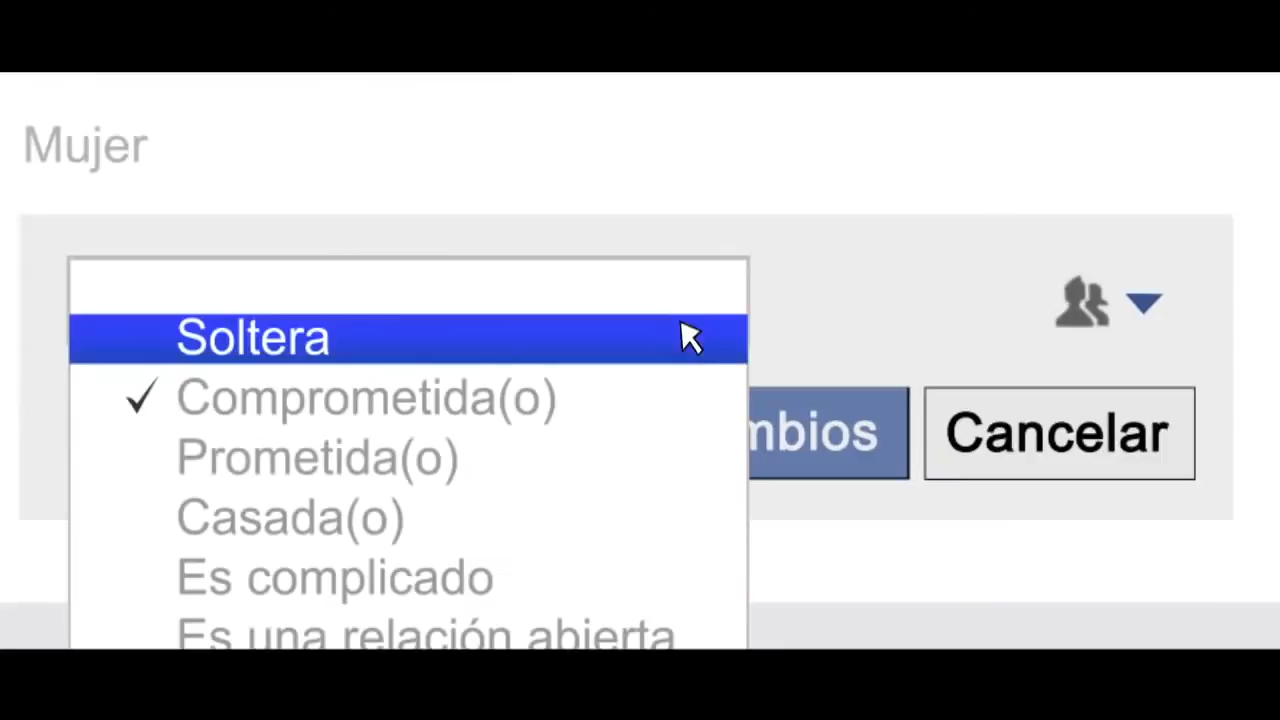 Mujer
Soltera
Comprometida(o)
mbios
Cancelar
Prometida(o)
Casada(o)
Es complicado
Es una relación abierta